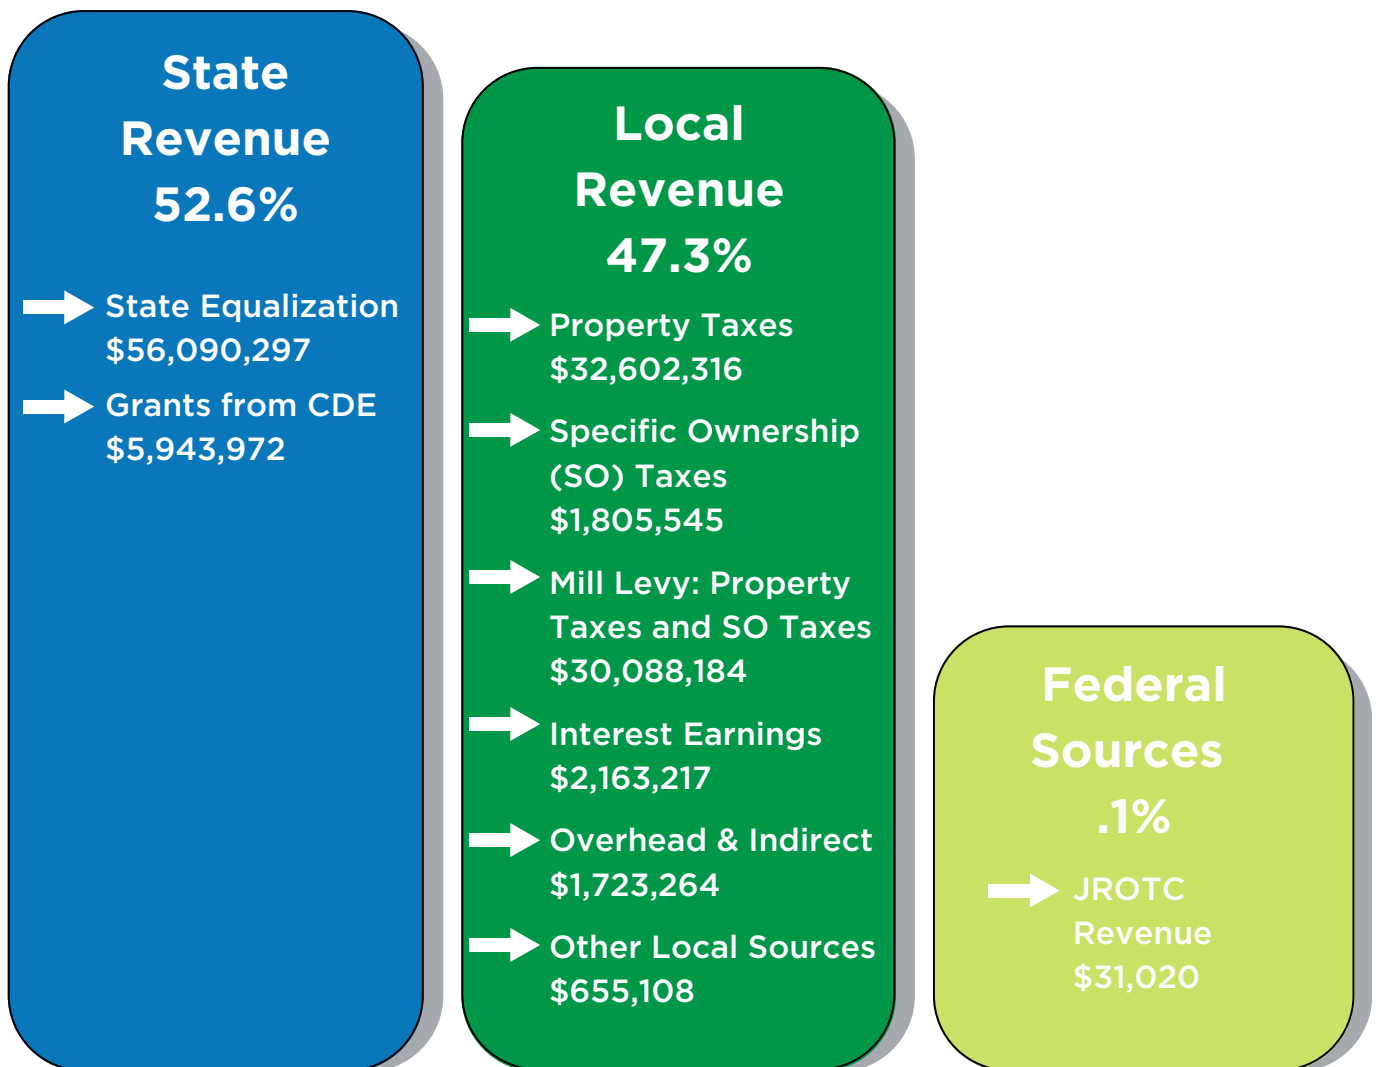 State
Revenue
52.6%
State Equalization
$56,090,297
Grants from CDE
$5,943,972
Local
Revenue
47.3%
Property Taxes
$32,602,316
Specific Ownership
(SO) Taxes
$1,805,545
Mill Levy: Property
Taxes and SO Taxes
$30,088,184
Interest Earnings
$2,163,217
Overhead & Indirect
$1,723,264
Other Local Sources
$655,108
Federal
Sources
.1%
JROTC
Revenue
$31,020